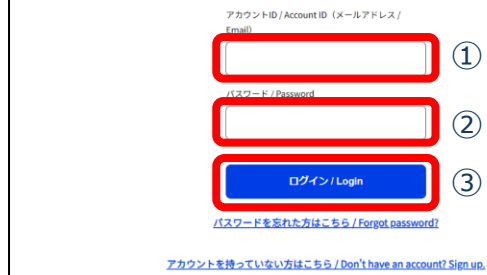 アカウントID / Account ID（メールアドレス /
Email)
①
パスワード / Password
②
ログイン / Login
③
パスワードを忘れた方はこちら / Forgot password?
アカウントを持っていない方はこちら / Don't have an account? Sign up.